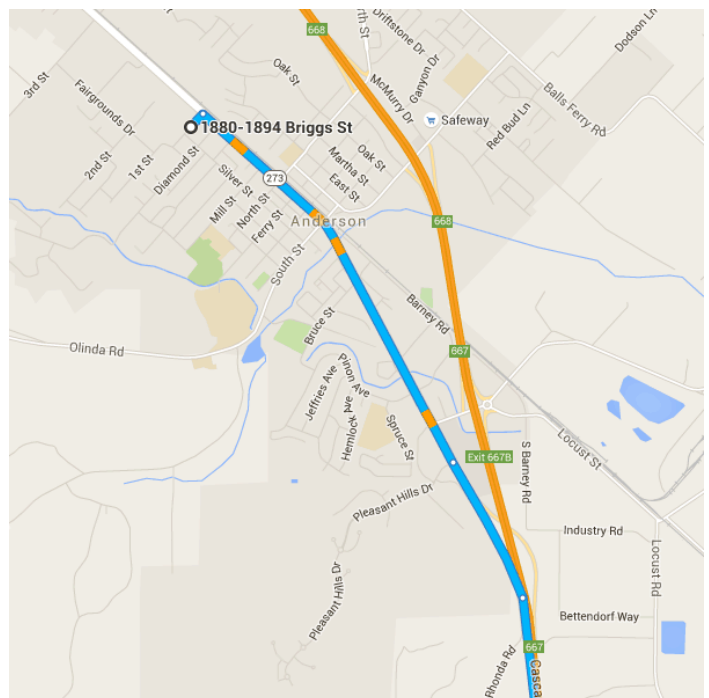 668
Driftstone Dr
Dodson Ln
3rd St
Oak St
McMurry Dr
Canyon Dr
Balls Ferry Rd
Fairgrounds Dr
Safeway
Red Bud Ln
1880-1894 Briggs St
2nd St
1st St
Diamond St
Oak St
Martha St
East St
273
Silver St
Mill St
North St
Ferry St
Anderson
668
South St
Barney Rd
Bruce St
Olinda Rd
667
Pinon Ave
Jeffries Ave
Hemlock Ave
Spruce St
Locust St
S Barney Rd
Exit 667B
Pleasant Hills Dr
Industry Rd
Locust Rd
Pleasant Hills Dr
Bettendorf Way
667
Rhonda Rd